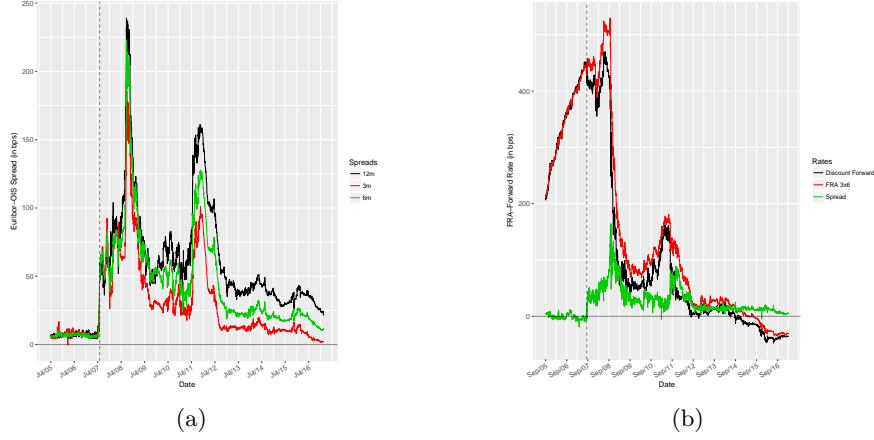 250
200
150
100
50
0
Euribor−OIS Spread (in bps)
Jul/05
Jul/06
Jul/07
Jul/08
Jul/09
Jul/10
Jul/11
Jul/12
Jul/13
Jul/14
Jul/15
Jul/16
Date
Spreads
12m
3m
6m
(a)
400
200
0
FRA−Forward Rate (in bps)
Sep/05
Sep/06
Sep/07
Sep/08
Sep/09
Sep/10
Sep/11
Sep/12
Sep/13
Sep/14
Sep/15
Sep/16
Date
Rates
Discount Forward
FRA 3x6
Spread
(b)